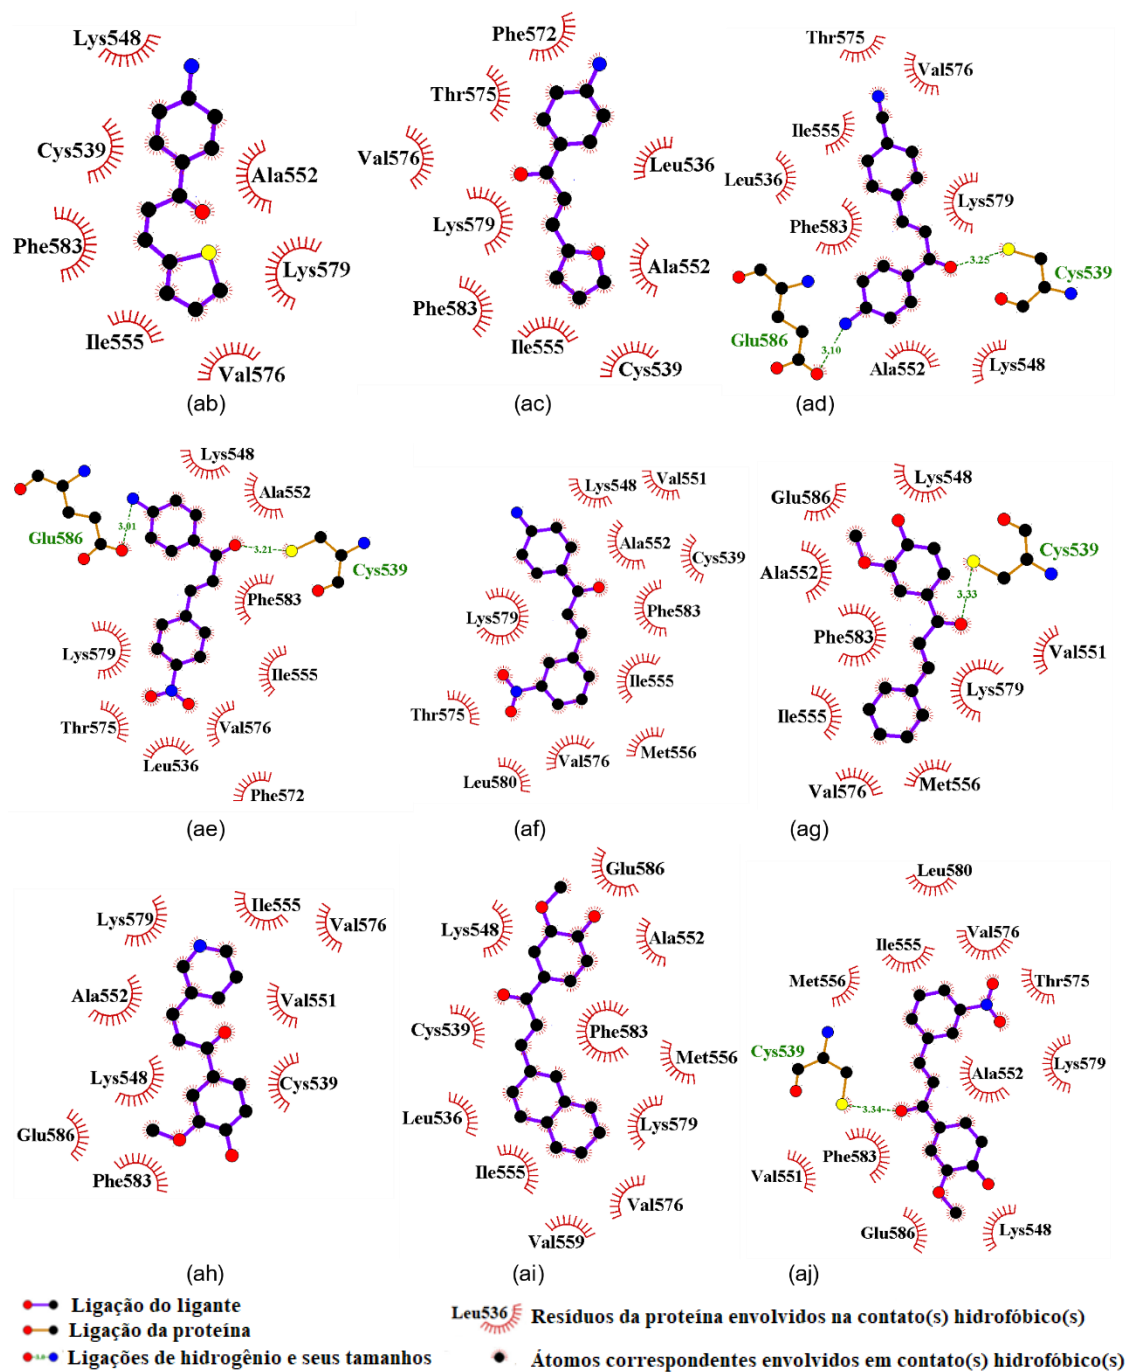 Lys548
Cys539
Ala552
Phe583
Lys579
Ile555
Val576
(ab)
Phe572
Thr575
Val576
Leu536
Lys579
Ala552
Phe583
Ile555
Cys539
(ac)
Thr575
Val576
Ile555
Leu536
Lys579
Phe583
3.25
Cys539
Glu586
3.10
Ala552
Lys548
(ad)
Lys548
Ala552
Glu586
3.01
3.21
Cys539
Phe583
Lys579
Ile555
Thr575
Val576
Leu536
Phe572
(ae)
Val551
Lys548
Ala552
Cys539
Lys579
Phe583
Ile555
Thr575
Val576
Met556
Leu580
(af)
Lys548
Glu586
Cys539
Ala552
3.33
Phe583
Val551
Lys579
Ile555
Val576
Met556
(ag)
Ile555
Lys579
Val576
Ala552
Val551
Lys548
Cys539
Glu586
Phe583
(ah)
Glu586
Lys548
Ala552
Cys539
Phe583
Met556
Leu536
Lys579
Ile555
Val576
Val559
(ai)
Leu580
Val576
Ile555
Met556
Thr575
Cys539
Lys579
Ala552
3.34
Phe583
Val551
Glu586
Lys548
(aj)
Ligação do ligante
Ligação da proteína
Ligações de hidrogênio e seus tamanhos
Leu536 Resíduos da proteína envolvidos na contato(s) hidrofóbico(s)
Átomos correspondentes envolvidos em contato(s) hidrofóbico(s)